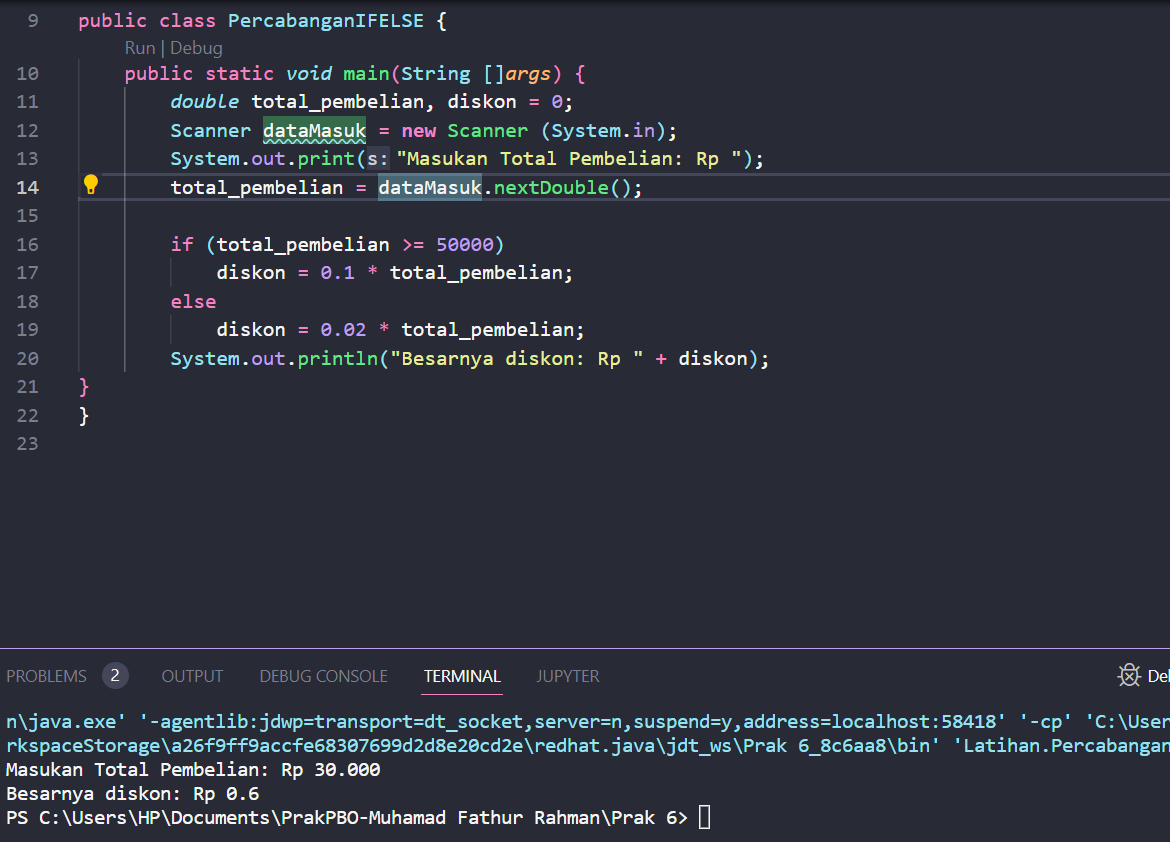 9 public class PercabanganIFELSE {
Run | Debug
10 public static void main(String []args) {
11 double total_pembelian, diskon = 0;
12 Scanner dataMasuk = new Scanner (System.in);
13 System.out.print(s: "Masukan Total Pembelian: Rp ");
14 total_pembelian = dataMasuk.nextDouble();
15
16 if (total_pembelian >= 50000)
17 diskon = 0.1 * total_pembelian;
18 else
19 diskon = 0.02 * total_pembelian;
20 System.out.println("Besarnya diskon: Rp " + diskon);
21 }
22 }
23
PROBLEMS 2 OUTPUT DEBUG CONSOLE TERMINAL JUPYTER
n\java.exe' '-agentlib:jdwp=transport=dt_socket,server=n,suspend=y,address=localhost:58418' '-cp' 'C:\User
rkspaceStorage\a26f9ff9accfe68307699d2d8e20cd2e\redhat.java\jdt_ws\Prak 6_8c6aa8\bin' 'Latihan.Percabangan
Masukan Total Pembelian: Rp 30.000
Besarnya diskon: Rp 0.6
PS C:\Users\HP\Documents\PrakPBO-Muhamad Fathur Rahman\Prak 6>